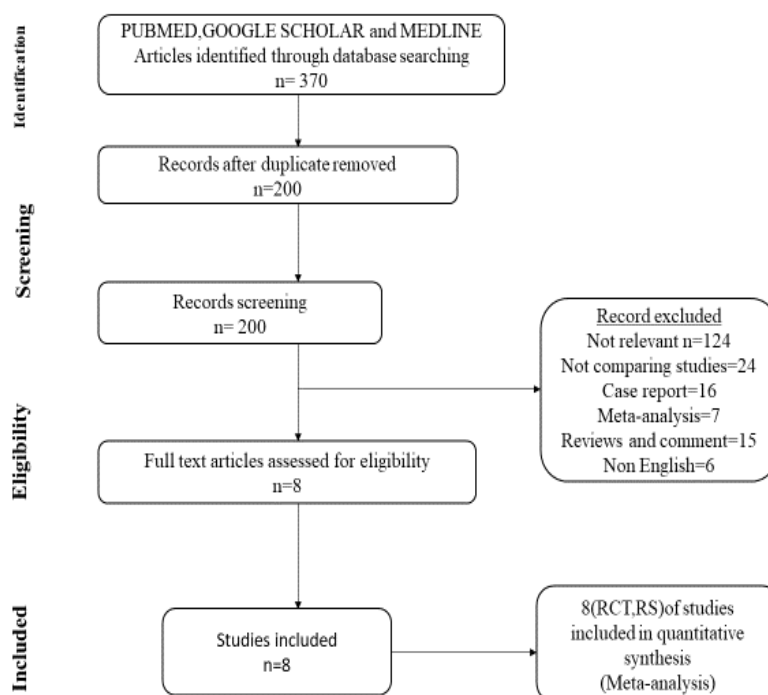 Identification
PUBMED,GOOGLE SCHOLAR and MEDLINE
Articles identified through database searching
n= 370
Screening
Records after duplicate removed
n=200
Records screening
n= 200
Record excluded
Not relevant n=124
Not comparing studies=24
Case report=16
Meta-analysis=7
Reviews and comment=15
Non English=6
Eligibility
Full text articles assessed for eligibility
n=8
Included
Studies included
n=8
8(RCT,RS)of studies
included in quantitative
synthesis
(Meta-analysis)